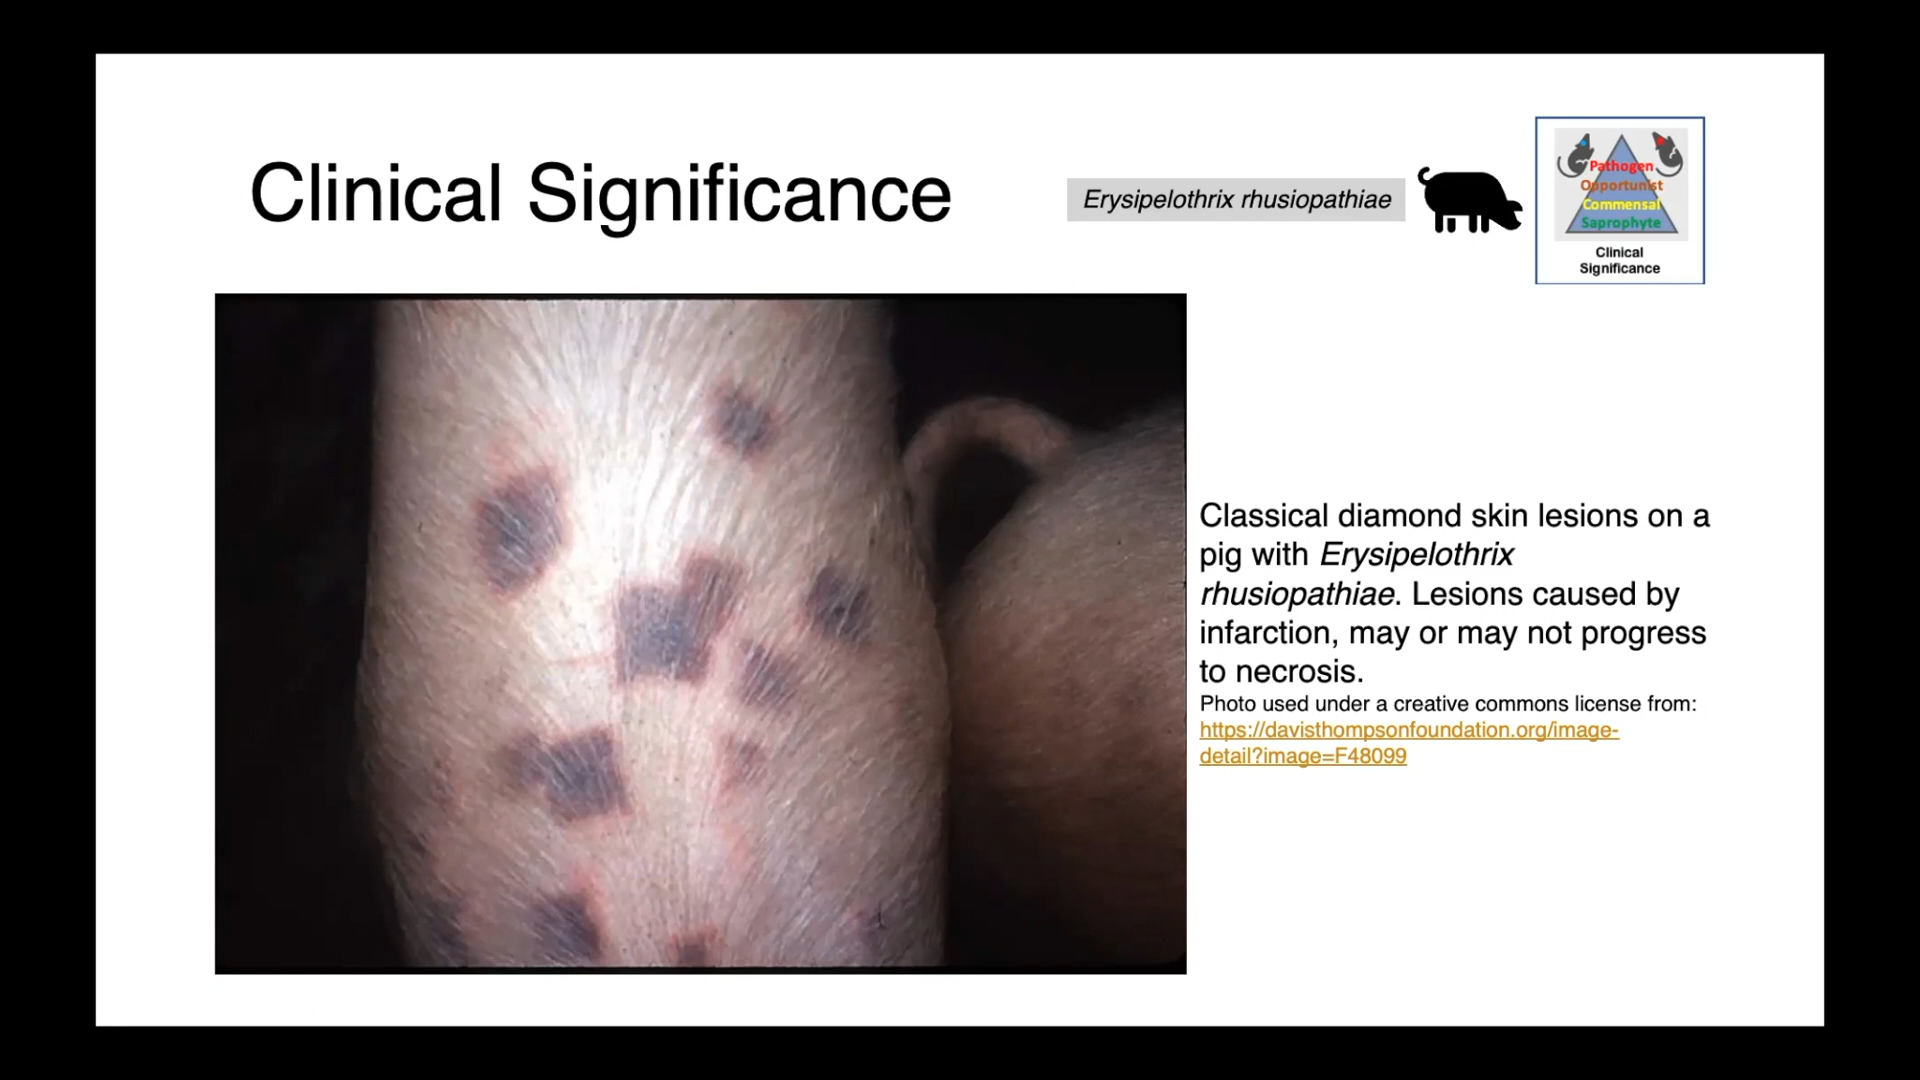 Clinical Significance
Erysipelothrix rhusiopathiae
Pathogen
Opportunist
Commensal
Saprophyte
Clinical
Significance
Classical diamond skin lesions on a
pig with Erysipelothrix
rhusiopathiae. Lesions caused by
infarction, may or may not progress
to necrosis.
Photo used under a creative commons license from:
https://davisthompsonfoundation.org/image-
detail?image=F48099